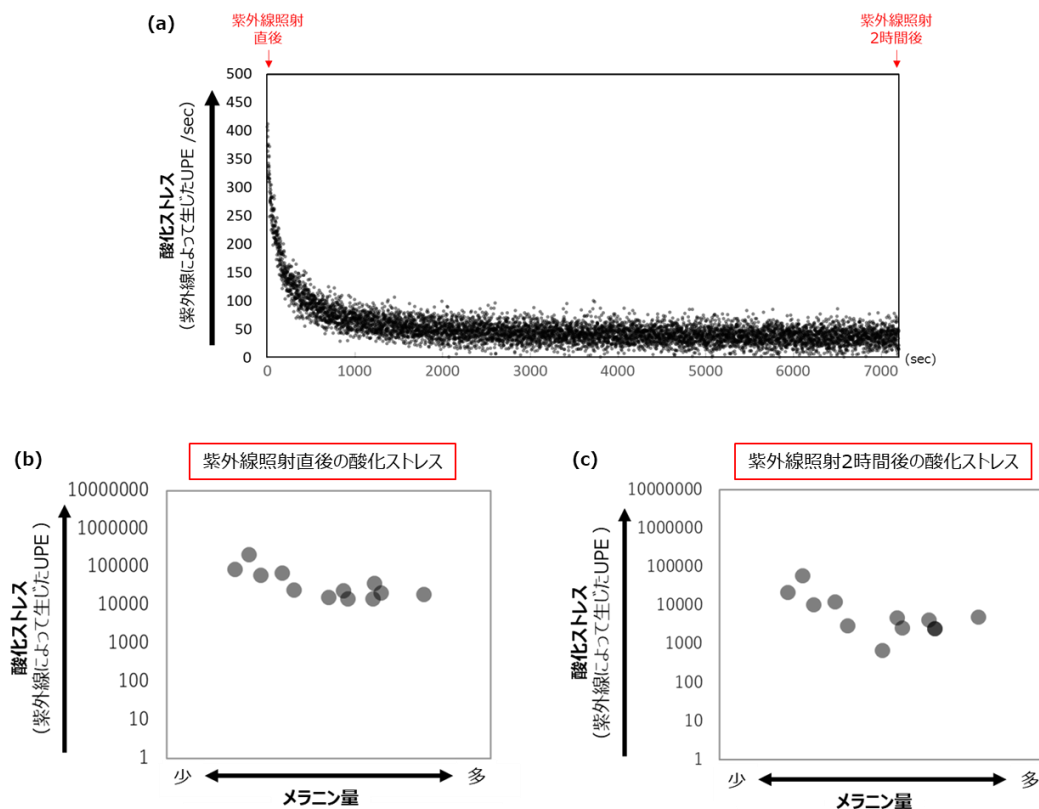 (a)
紫外線照射
直後
紫外線照射
2時間後
酸化ストレス
(紫外線によって生じたUPE /sec)
500
450
400
350
300
250
200
150
100
50
0
0 1000 2000 3000 4000 5000 6000 7000 (sec)
(b)
紫外線照射直後の酸化ストレス
酸化ストレス
(紫外線によって生じたUPE )
10000000
1000000
100000
10000
1000
100
10
1
少 多
メラニン量
(c)
紫外線照射2時間後の酸化ストレス
酸化ストレス
(紫外線によって生じたUPE )
10000000
1000000
100000
10000
1000
100
10
1
少 多
メラニン量